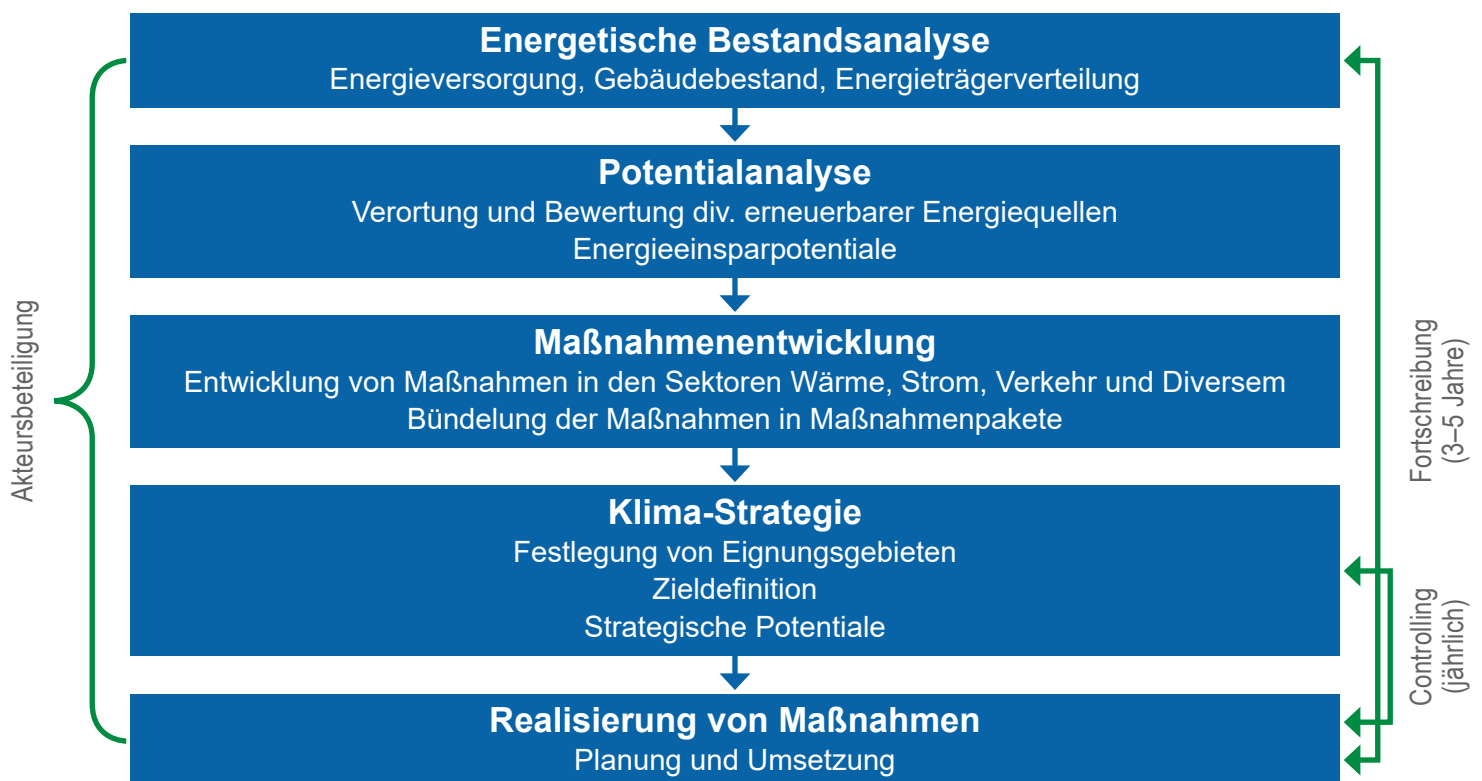 Energetische Bestandsanalyse
Energieversorgung, Gebäudebestand, Energieträgerverteilung
Potentialanalyse
Verortung und Bewertung div. erneuerbarer Energiequellen
Energieeinsparpotentiale
Maßnahmenentwicklung
Entwicklung von Maßnahmen in den Sektoren Wärme, Strom, Verkehr und Diversem
Bündelung der Maßnahmen in Maßnahmenpakete
Klima-Strategie
Festlegung von Eignungsgebieten
Zieldefinition
Strategische Potentiale
Realisierung von Maßnahmen
Planung und Umsetzung
Akteursbeteiligung
Fortschreibung
(3–5 Jahre)
Controlling
(jährlich)